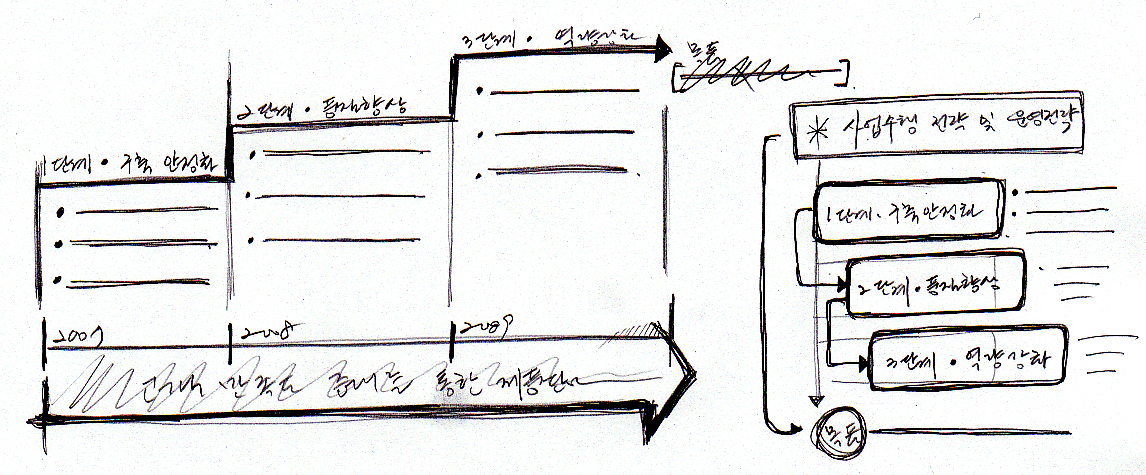 3단계 · 역량강화
목표
2단계 · 품질향상
1단계 · 구축 안정화
2007
2008
2009
통한
* 사업수행 전략 및 운영전략
1단계 · 구축안정화
2단계 · 품질향상
3단계 · 역량강화
목표